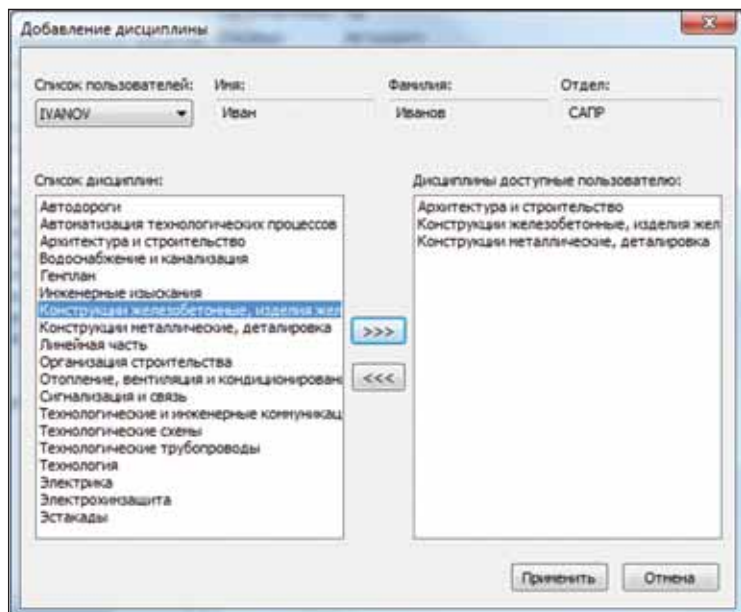 Добавление дисциплины
Список пользователей: Имя: Фамилия: Отдел:
IVANOV Иван Иванов САПР
Список дисциплин:
Автодороги
Автоматизация технологических процессов
Архитектура и строительство
Водоснабжение и канализация
Генплан
Инженерные изыскания
Конструкции железобетонные, изделия жел
Конструкции металлические, деталировка
Линейная часть
Организация строительства
Отопление, вентиляция и кондиционировани
Сигнализация и связь
Технологические и инженерные коммуникац
Технологические схемы
Технологические трубопроводы
Технология
Электрика
Электрохимзащита
Эстакады
>>>
<<<
Дисциплины доступные пользователю:
Архитектура и строительство
Конструкции железобетонные, изделия жел
Конструкции металлические, деталировка
Применить Отмена